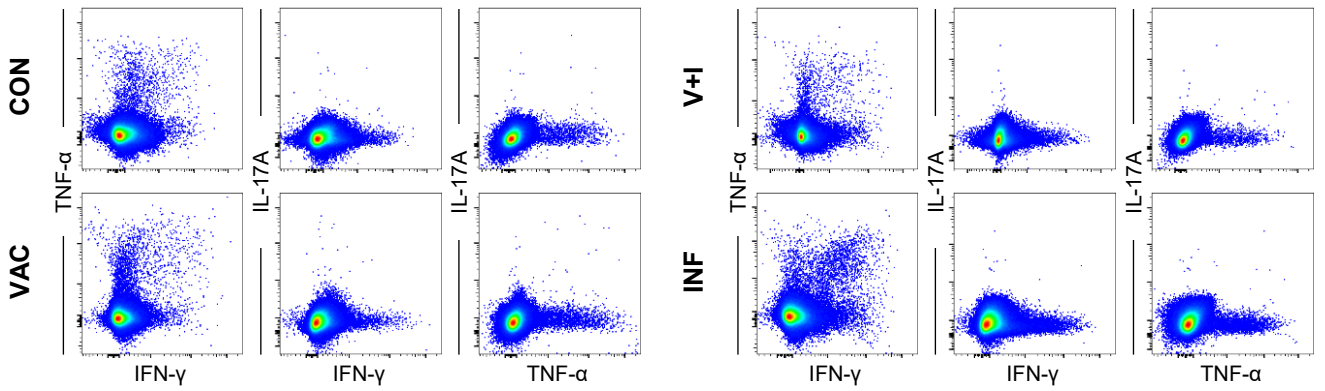 CON
TNF-α
IL-17A
IL-17A
VAC
IFN-γ
IFN-γ
TNF-α
V+I
TNF-α
IL-17A
IL-17A
INF
IFN-γ
IFN-γ
TNF-α